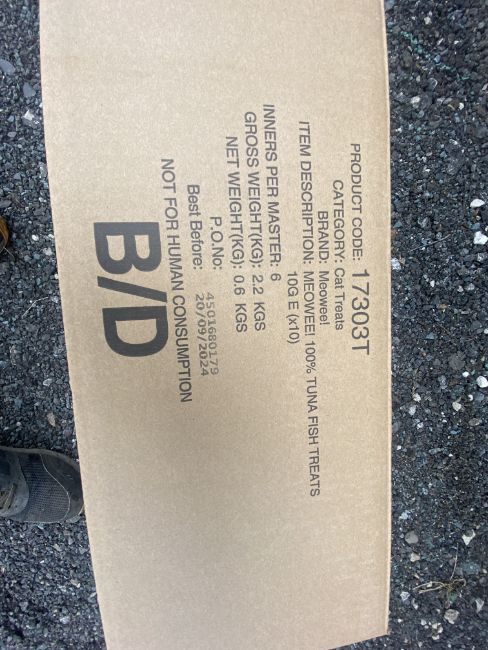 PRODUCT CODE: 17303T
CATEGORY: Cat Treats
BRAND: Meowee!
ITEM DESCRIPTION: MEOWEE! 100% TUNA FISH TREATS
10G E (x10)
INNERS PER MASTER: 6
GROSS WEIGHT(KG): 2.2 KGS
NET WEIGHT(KG): 0.6 KGS
P.O.No: 4501680179
Best Before: 20/09/2024
NOT FOR HUMAN CONSUMPTION
B/D